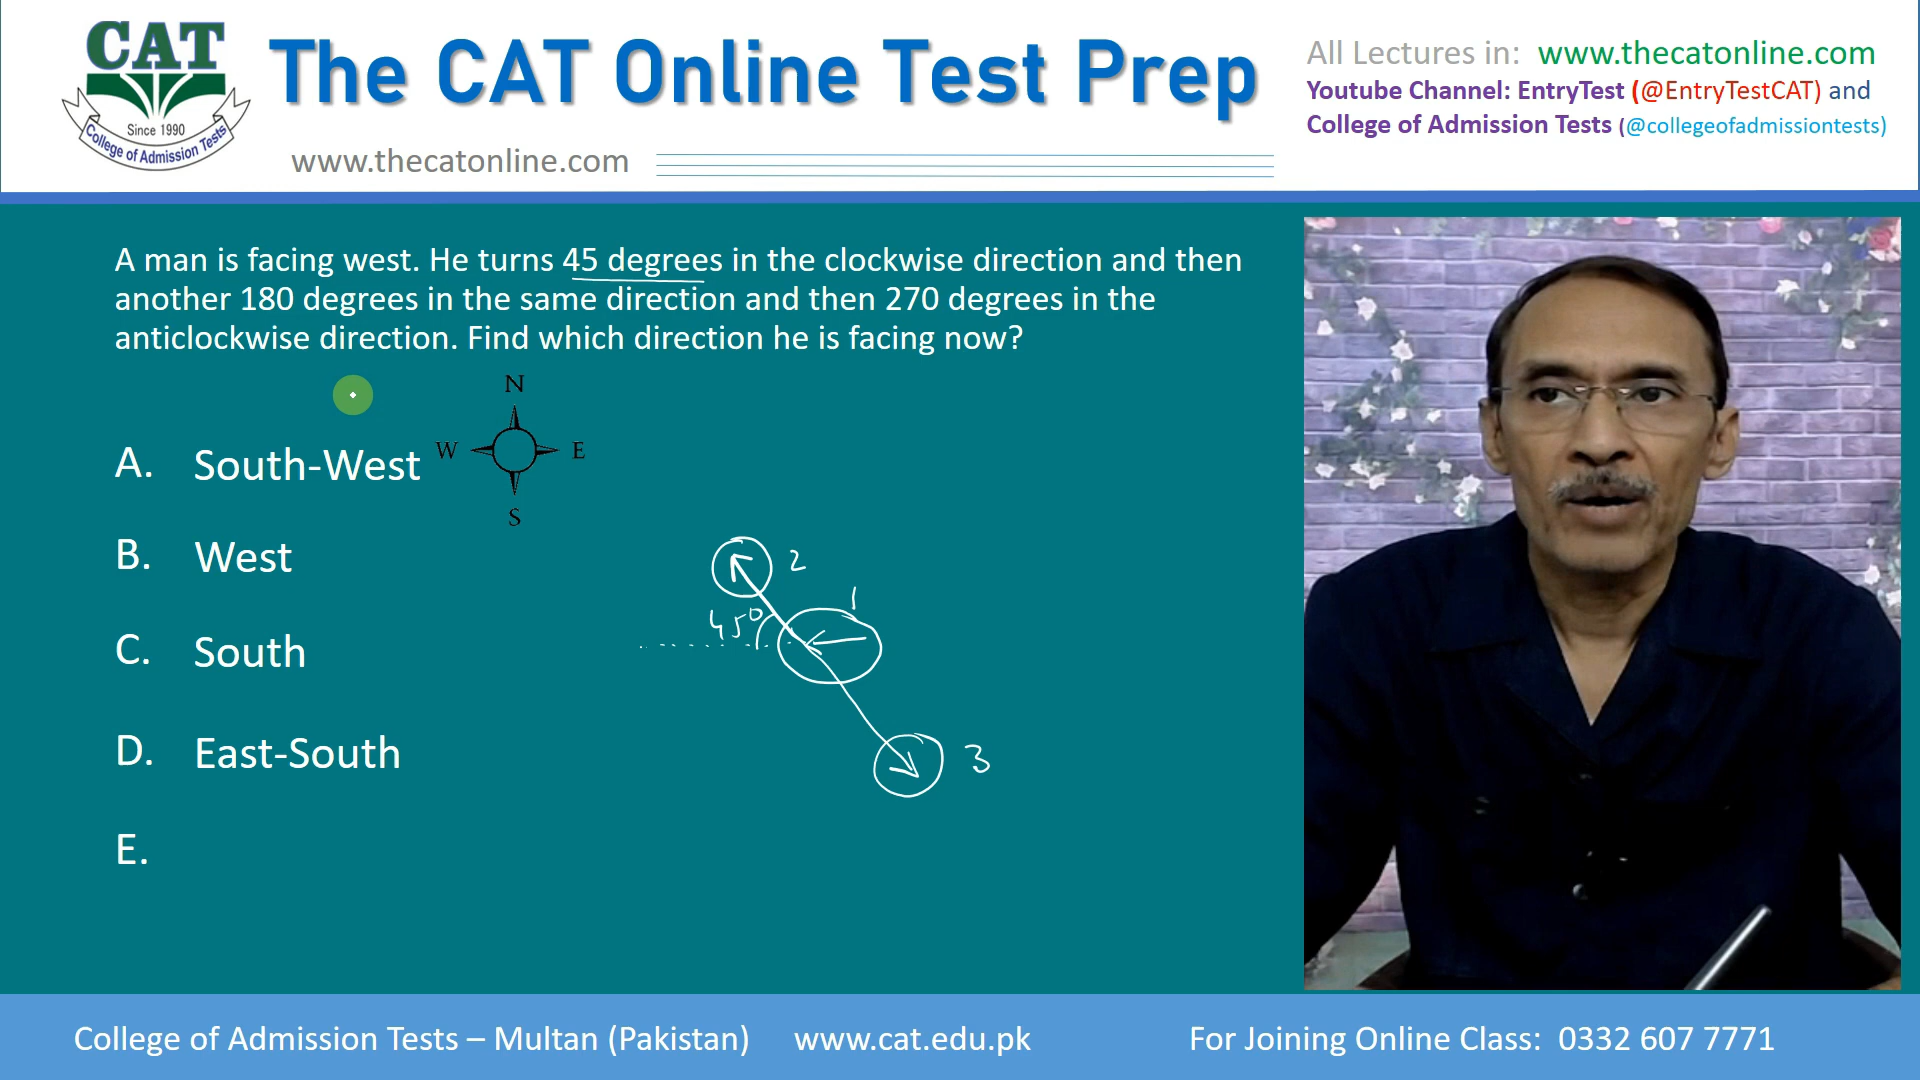 CAT
Since 1990
College of Admission Tests
The CAT Online Test Prep
www.thecatonline.com
All Lectures in: www.thecatonline.com
Youtube Channel: EntryTest (@EntryTestCAT) and
College of Admission Tests (@collegeofadmissiontests)
A man is facing west. He turns 45 degrees in the clockwise direction and then
another 180 degrees in the same direction and then 270 degrees in the
anticlockwise direction. Find which direction he is facing now?
N
W E
S
A. South-West
B. West
C. South
D. East-South
E.
2
1
45°
3
College of Admission Tests – Multan (Pakistan) www.cat.edu.pk For Joining Online Class: 0332 607 7771